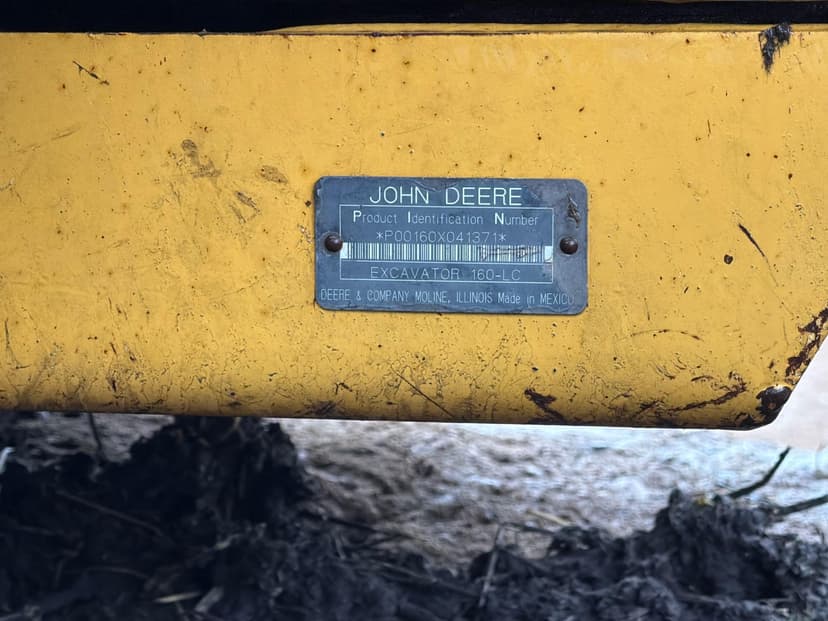 JOHN DEERE
Product Identification Number
*P00160X041371*
EXCAVATOR 160-LC
DEERE & COMPANY MOLINE, ILLINOIS Made in MEXICO